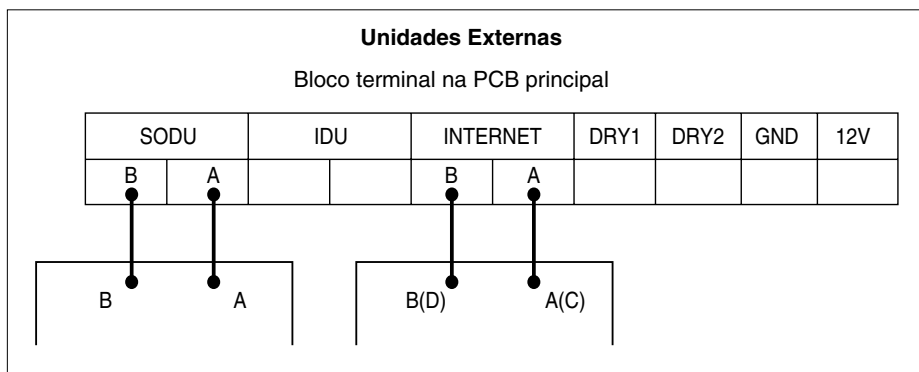 Unidades Externas
Bloco terminal na PCB principal
SODU IDU INTERNET DRY1 DRY2 GND 12V
B A B A
B A B(D) A(C)